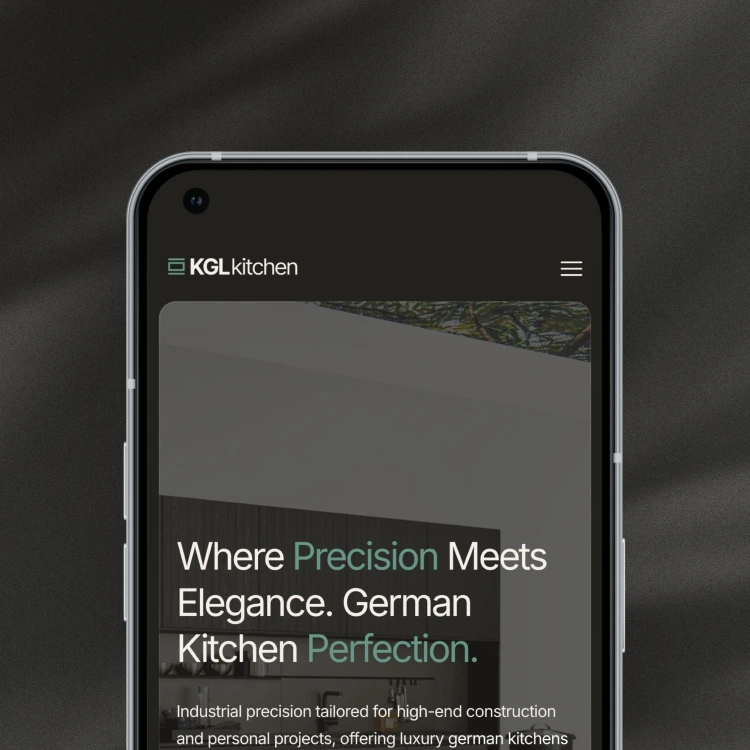 KGLkitchen
Where Precision Meets
Elegance. German
Kitchen Perfection.
Industrial precision tailored for high-end construction
and personal projects, offering luxury german kitchens